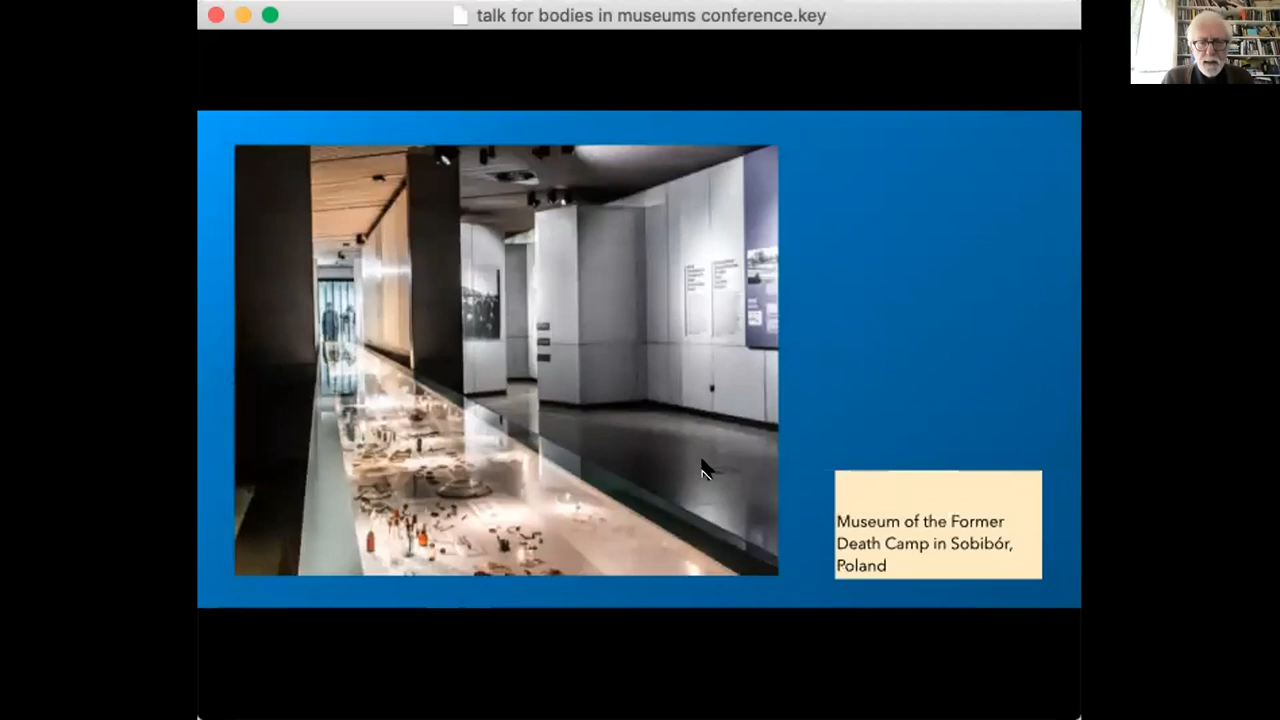 talk for bodies in museums conference.key
Museum of the Former
Death Camp in Sobibór,
Poland